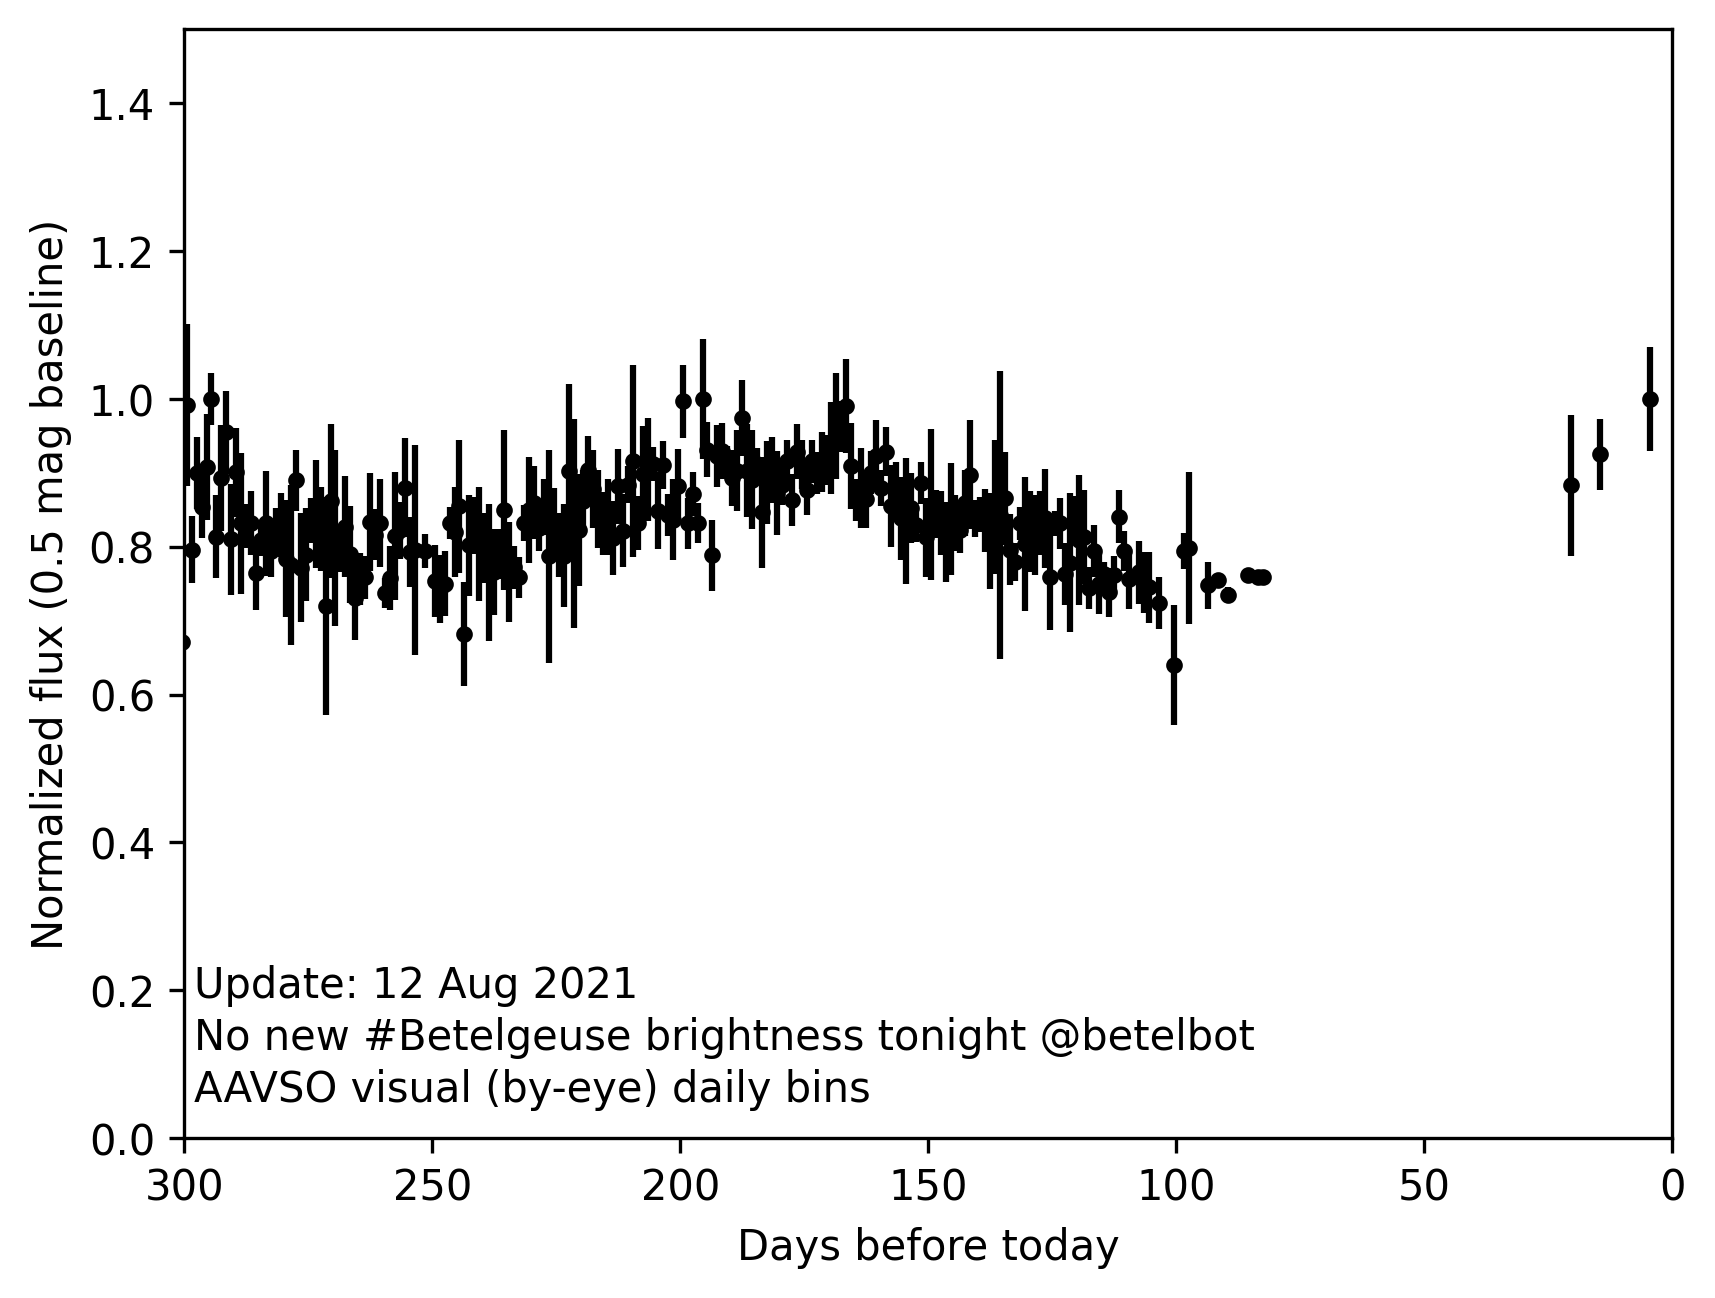 1.4
1.2
1.0
0.8
0.6
0.4
0.2
0.0
Normalized flux (0.5 mag baseline)
Update: 12 Aug 2021
No new #Betelgeuse brightness tonight @betelbot
AAVSO visual (by-eye) daily bins
300 250 200 150 100 50 0
Days before today